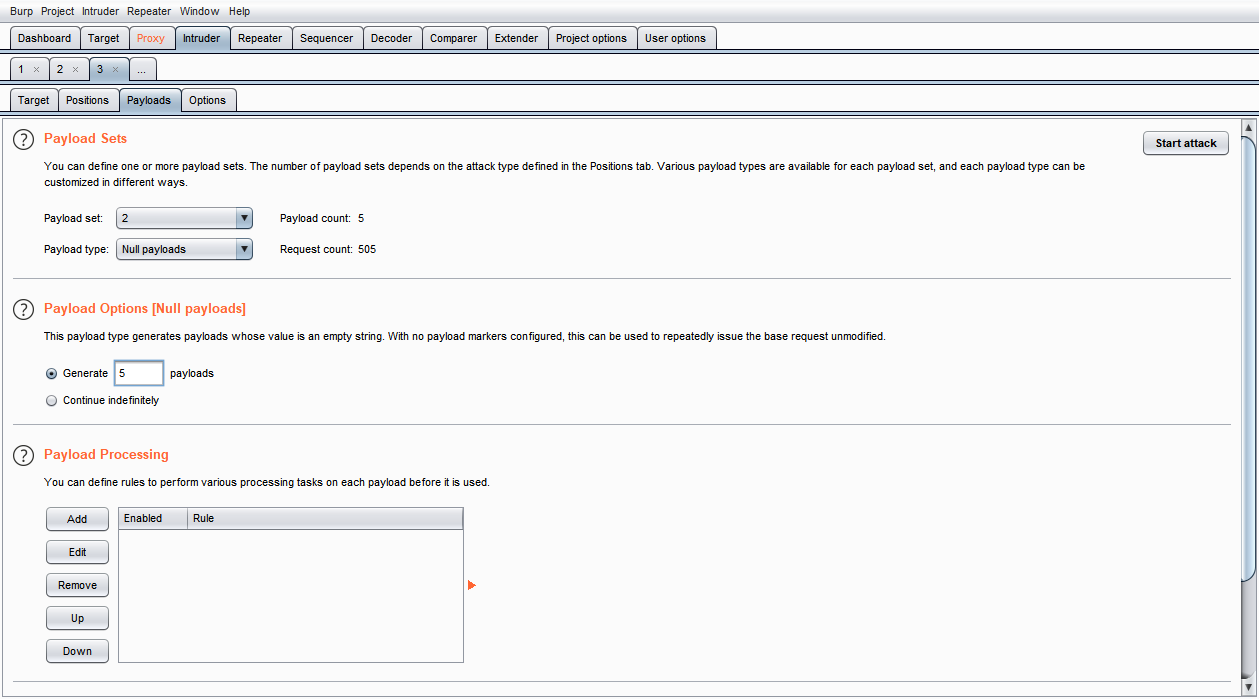 Burp Project Intruder Repeater Window Help
Dashboard Target Proxy Intruder Repeater Sequencer Decoder Comparer Extender Project options User options
1 × 2 × 3 × ...
Target Positions Payloads Options
? Payload Sets Start attack
You can define one or more payload sets. The number of payload sets depends on the attack type defined in the Positions tab. Various payload types are available for each payload set, and each payload type can be
customized in different ways.
Payload set: 2 Payload count: 5
Payload type: Null payloads Request count: 505
? Payload Options [Null payloads]
This payload type generates payloads whose value is an empty string. With no payload markers configured, this can be used to repeatedly issue the base request unmodified.
Generate 5 payloads
Continue indefinitely
? Payload Processing
You can define rules to perform various processing tasks on each payload before it is used.
Add Enabled Rule
Edit
Remove
Up
Down